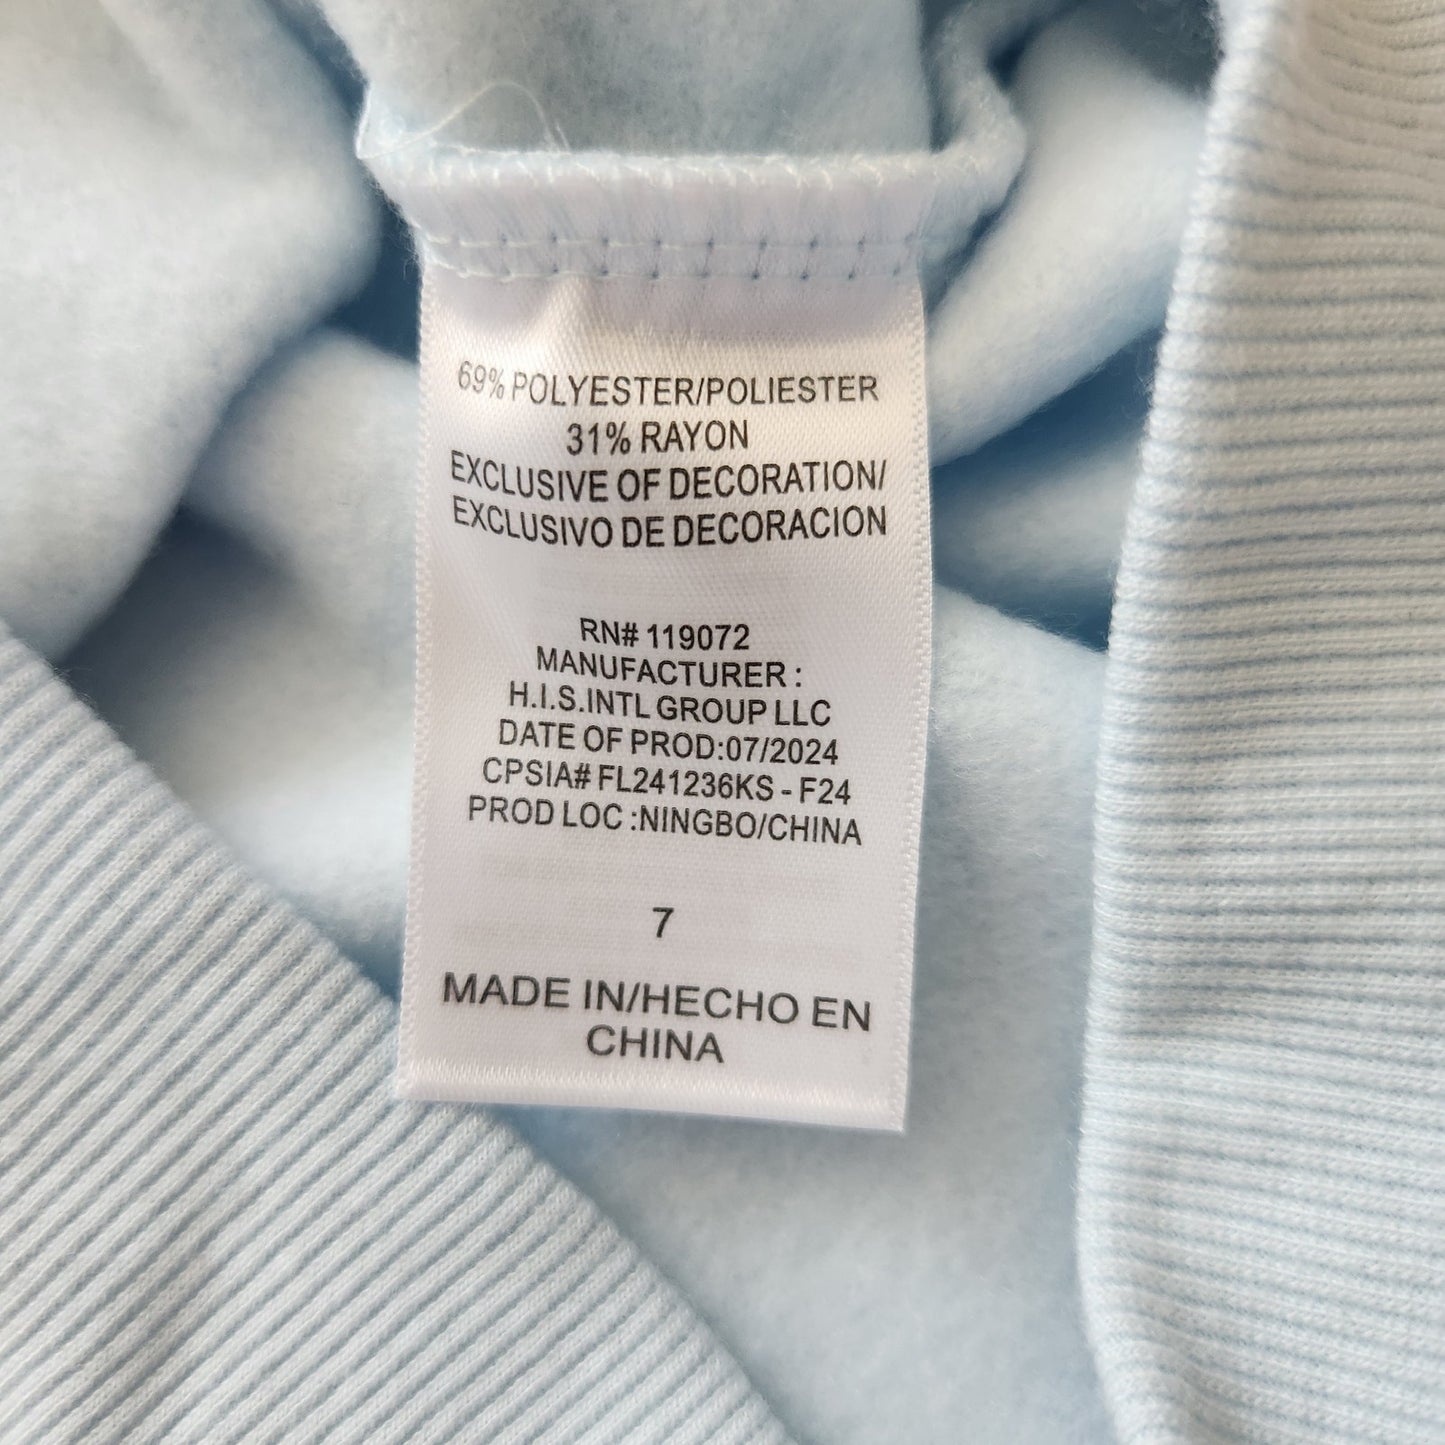 69% POLYESTER/POLIESTER
31% RAYON
EXCLUSIVE OF DECORATION/
EXCLUSIVO DE DECORACION
RN# 119072
MANUFACTURER :
H.I.S.INTL GROUP LLC
DATE OF PROD:07/2024
CPSIA# FL241236KS - F24
PROD LOC :NINGBO/CHINA
7
MADE IN/HECHO EN
CHINA